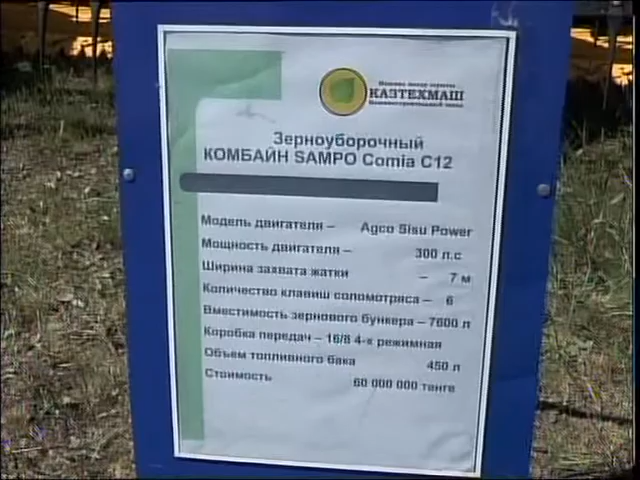 КАЗТЕХМАШ
Зерноуборочный
КОМБАЙН SAMPO Comia C12
Модель двигателя – Agco Sisu Power
Мощность двигателя – 300 л.с
Ширина захвата жатки – 7 м
Количество клавиш соломотряса – 6
Вместимость зернового бункера – 7600 л
Коробка передач – 16/8 4-х режимная
Объем топливного бака 450 л
Стоимость 60 000 000 тенге